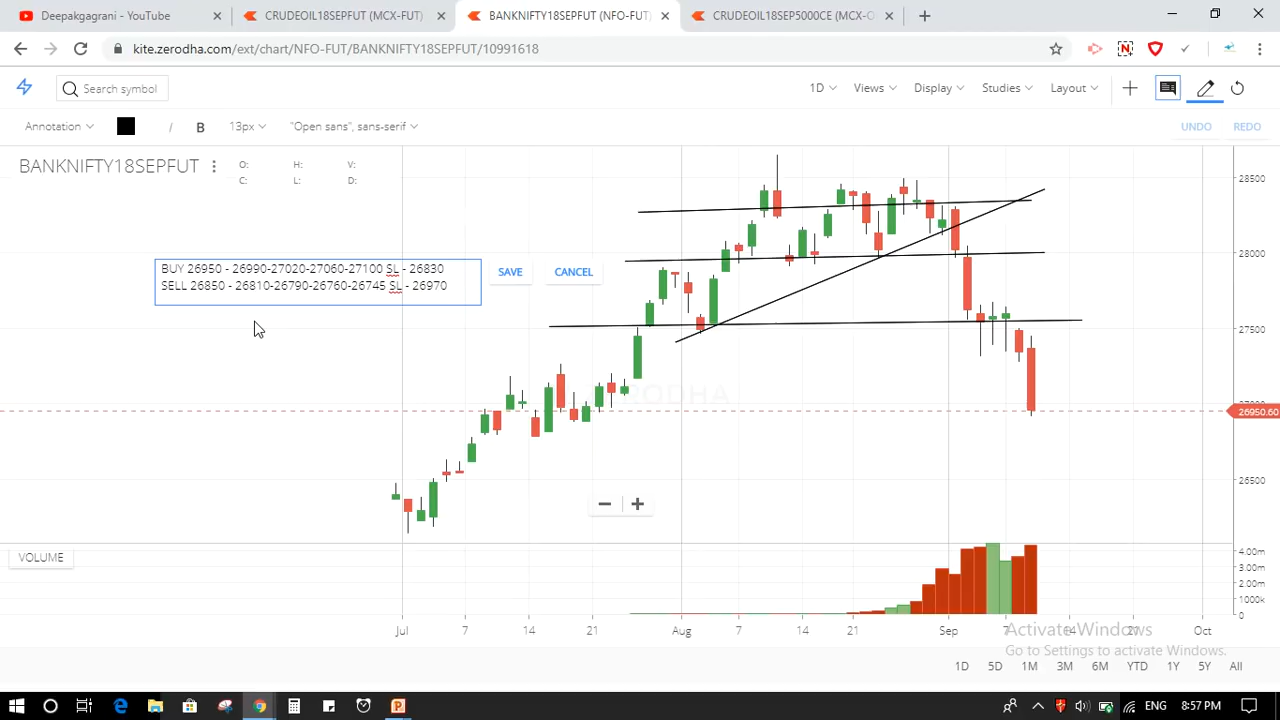 Deepakgagrani - YouTube
CRUDEOIL18SEPFUT (MCX-FUT)
BANKNIFTY18SEPFUT (NFO-FUT)
CRUDEOIL18SEP5000CE (MCX-O
kite.zerodha.com/ext/chart/NFO-FUT/BANKNIFTY18SEPFUT/10991618
Search symbol
1D Views Display Studies Layout
Annotation B 13px "Open sans", sans-serif UNDO REDO
BANKNIFTY18SEPFUT
O: H: V:
C: L: D:
BUY 26950 - 26990-27020-27060-27100 SL - 26830
SELL 26850 - 26810-26790-26760-26745 SL - 26970
SAVE CANCEL
28500
28000
27500
26950.60
26500
VOLUME
4.00m
3.00m
2.00m
1000k
0
Jul 7 14 21 Aug 7 14 21 Sep 7 14 Oct
Activate Windows
Go to Settings to activate Windows.
1D 5D 1M 3M 6M YTD 1Y 5Y All
ENG 8:57 PM